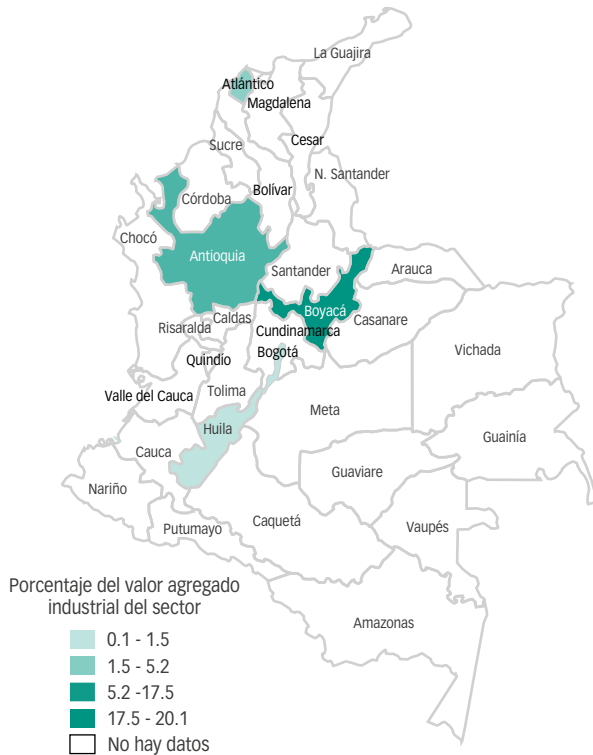 La Guajira
Atlántico
Magdalena
Cesar
Sucre
N. Santander
Bolívar
Córdoba
Chocó
Antioquia
Santander
Arauca
Boyacá
Casanare
Caldas
Risaralda
Cundinamarca
Bogotá
Quindío
Vichada
Valle del Cauca
Tolima
Meta
Huila
Guainía
Cauca
Guaviare
Nariño
Caquetá
Vaupés
Putumayo
Amazonas
Porcentaje del valor agregado
industrial del sector
0.1 - 1.5
1.5 - 5.2
5.2 -17.5
17.5 - 20.1
No hay datos